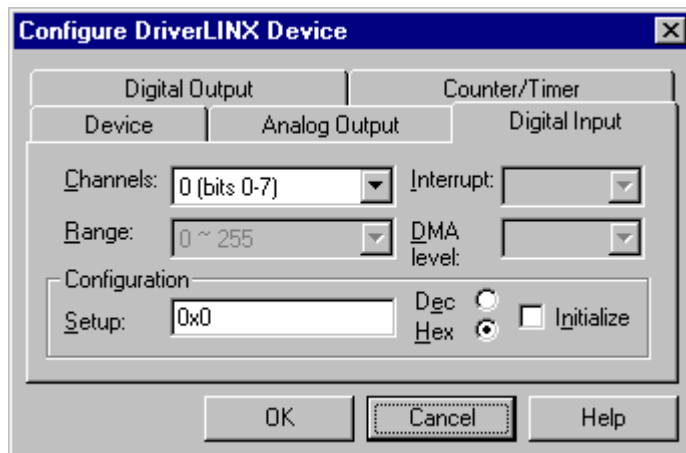 Configure DriverLINX Device
Digital Output Counter/Timer
Device Analog Output Digital Input
Channels: 0 (bits 0-7) Interrupt:
Range: 0 ~ 255 DMA level:
Configuration
Setup: 0x0 Dec Hex Initialize
OK Cancel Help